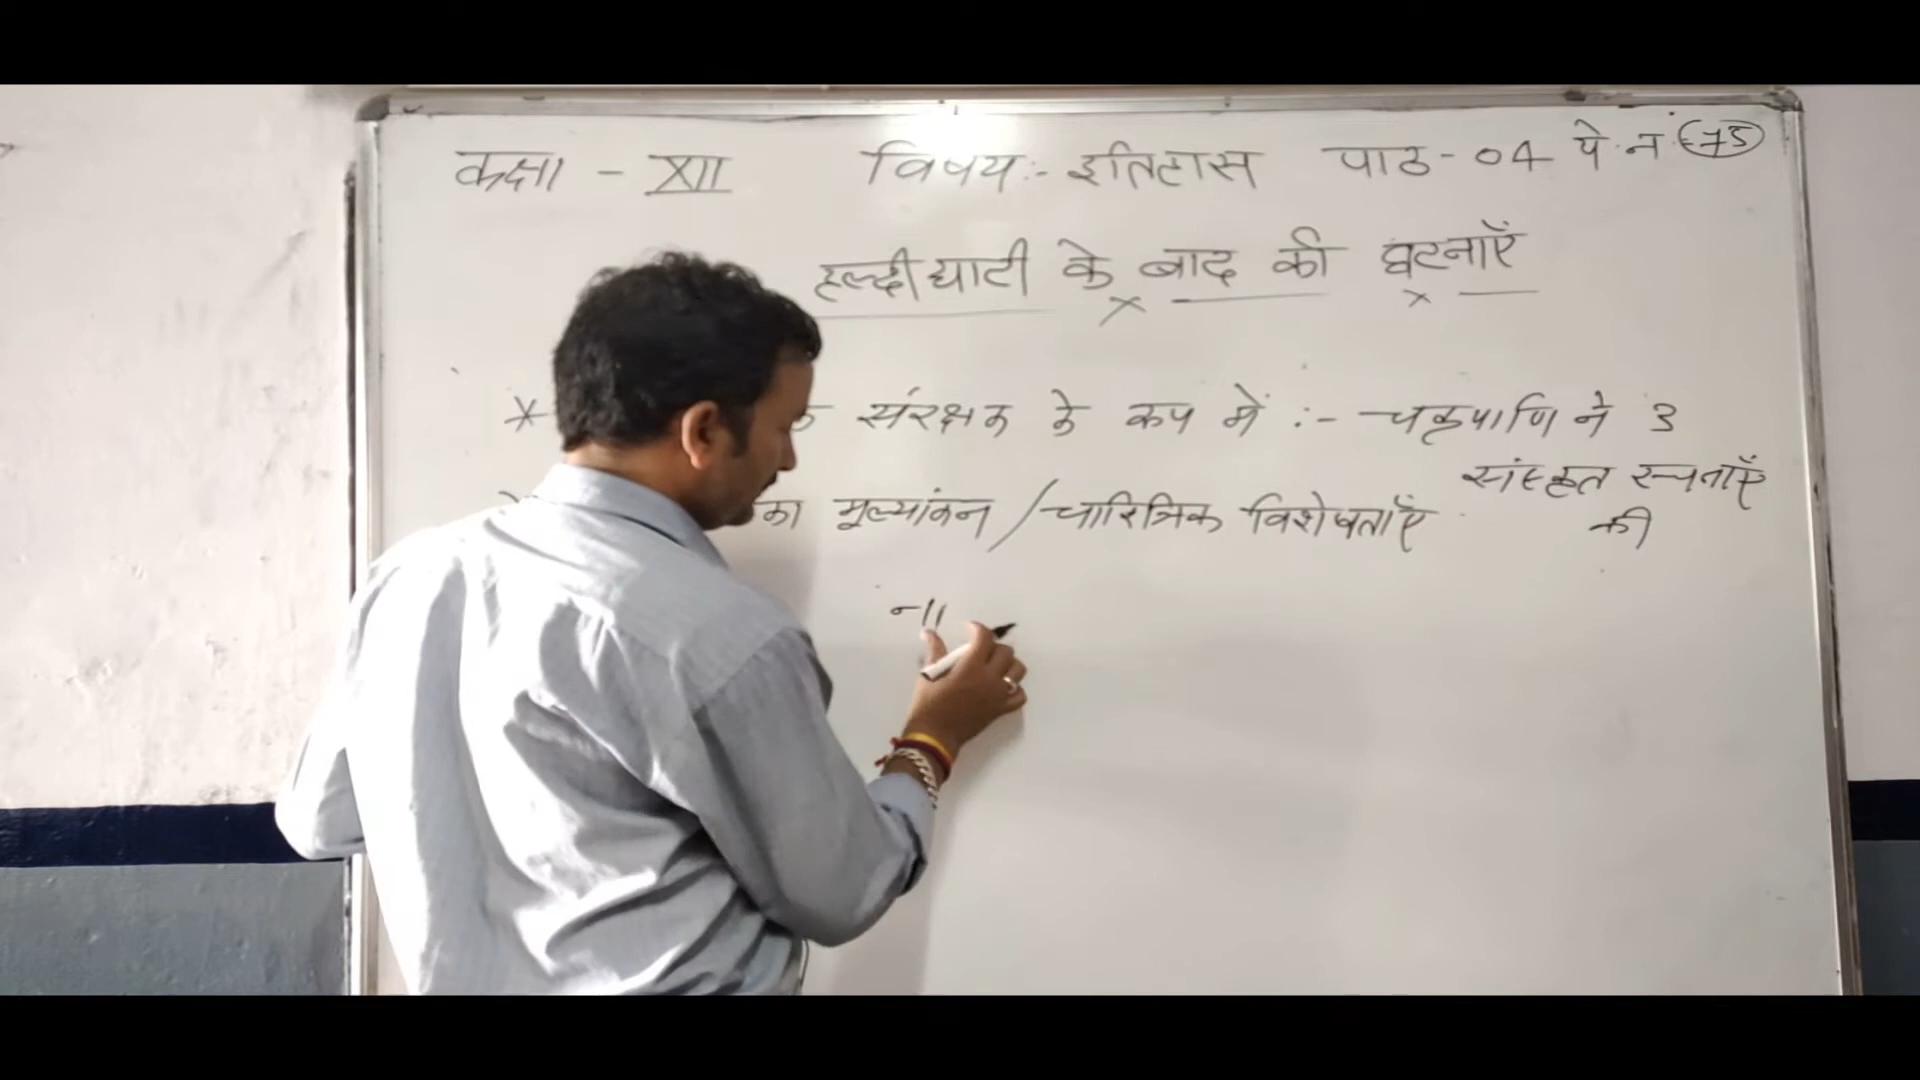 कक्षा - XII विषय :- इतिहास पाठ - 04 पे. नं. 75
हल्दीघाटी के बाद की घटनाएँ
* संरक्षक के रूप में :- चक्रपाणि ने 3
संस्कृत रचनाएँ
की
का मूल्यांकन / चारित्रिक विशेषताएँ